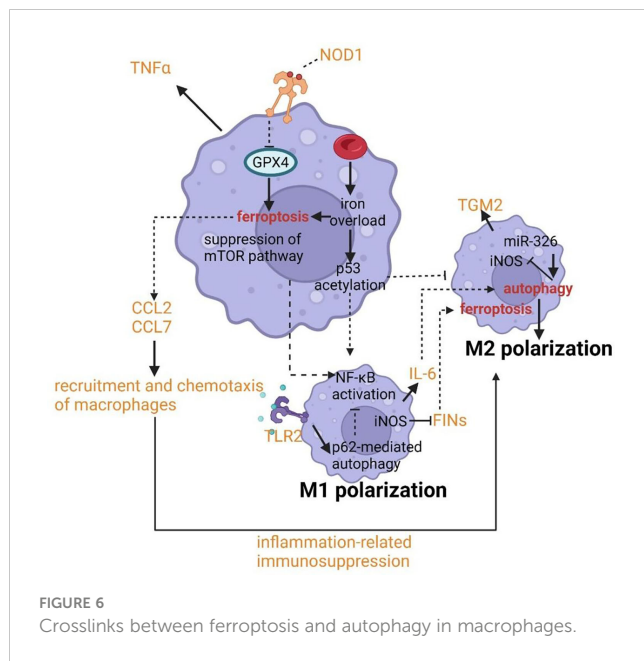 NOD1
TNFα
GPX4
ferroptosis
iron
overload
suppression of
mTOR pathway
p53
acetylation
TGM2
miR-326
iNOS
autophagy
ferroptosis
M2 polarization
CCL2
CCL7
recruitment and chemotaxis
of macrophages
NF-κB
activation
IL-6
iNOS
FINs
TLR2
p62-mediated
autophagy
M1 polarization
inflammation-related
immunosuppression
FIGURE 6
Crosslinks between ferroptosis and autophagy in macrophages.